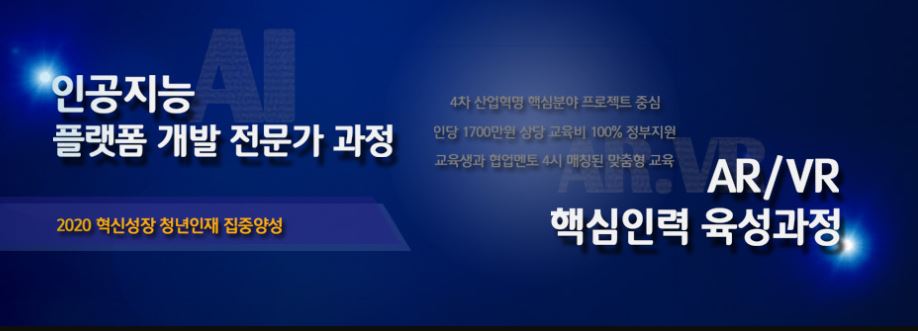 AI
인공지능
플랫폼 개발 전문가 과정
2020 혁신성장 청년인재 집중양성
4차 산업혁명 핵심분야 프로젝트 중심
인당 1700만원 상당 교육비 100% 정부지원
교육생과 협업멘토 4시 매칭된 맞춤형 교육
AR.VR
AR/VR
핵심인력 육성과정